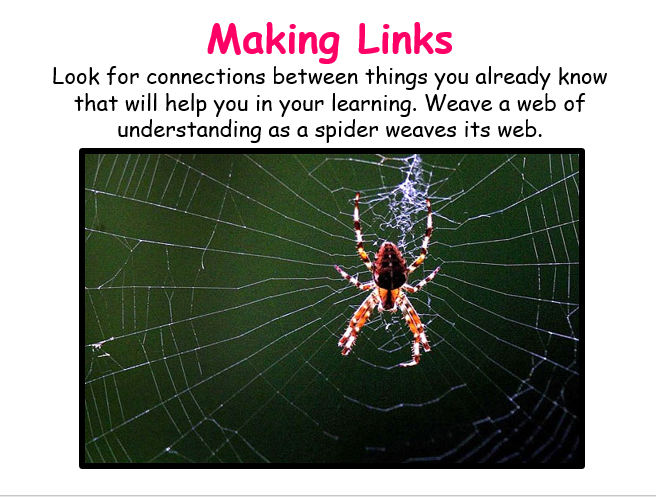 Making Links
Look for connections between things you already know
that will help you in your learning. Weave a web of
understanding as a spider weaves its web.